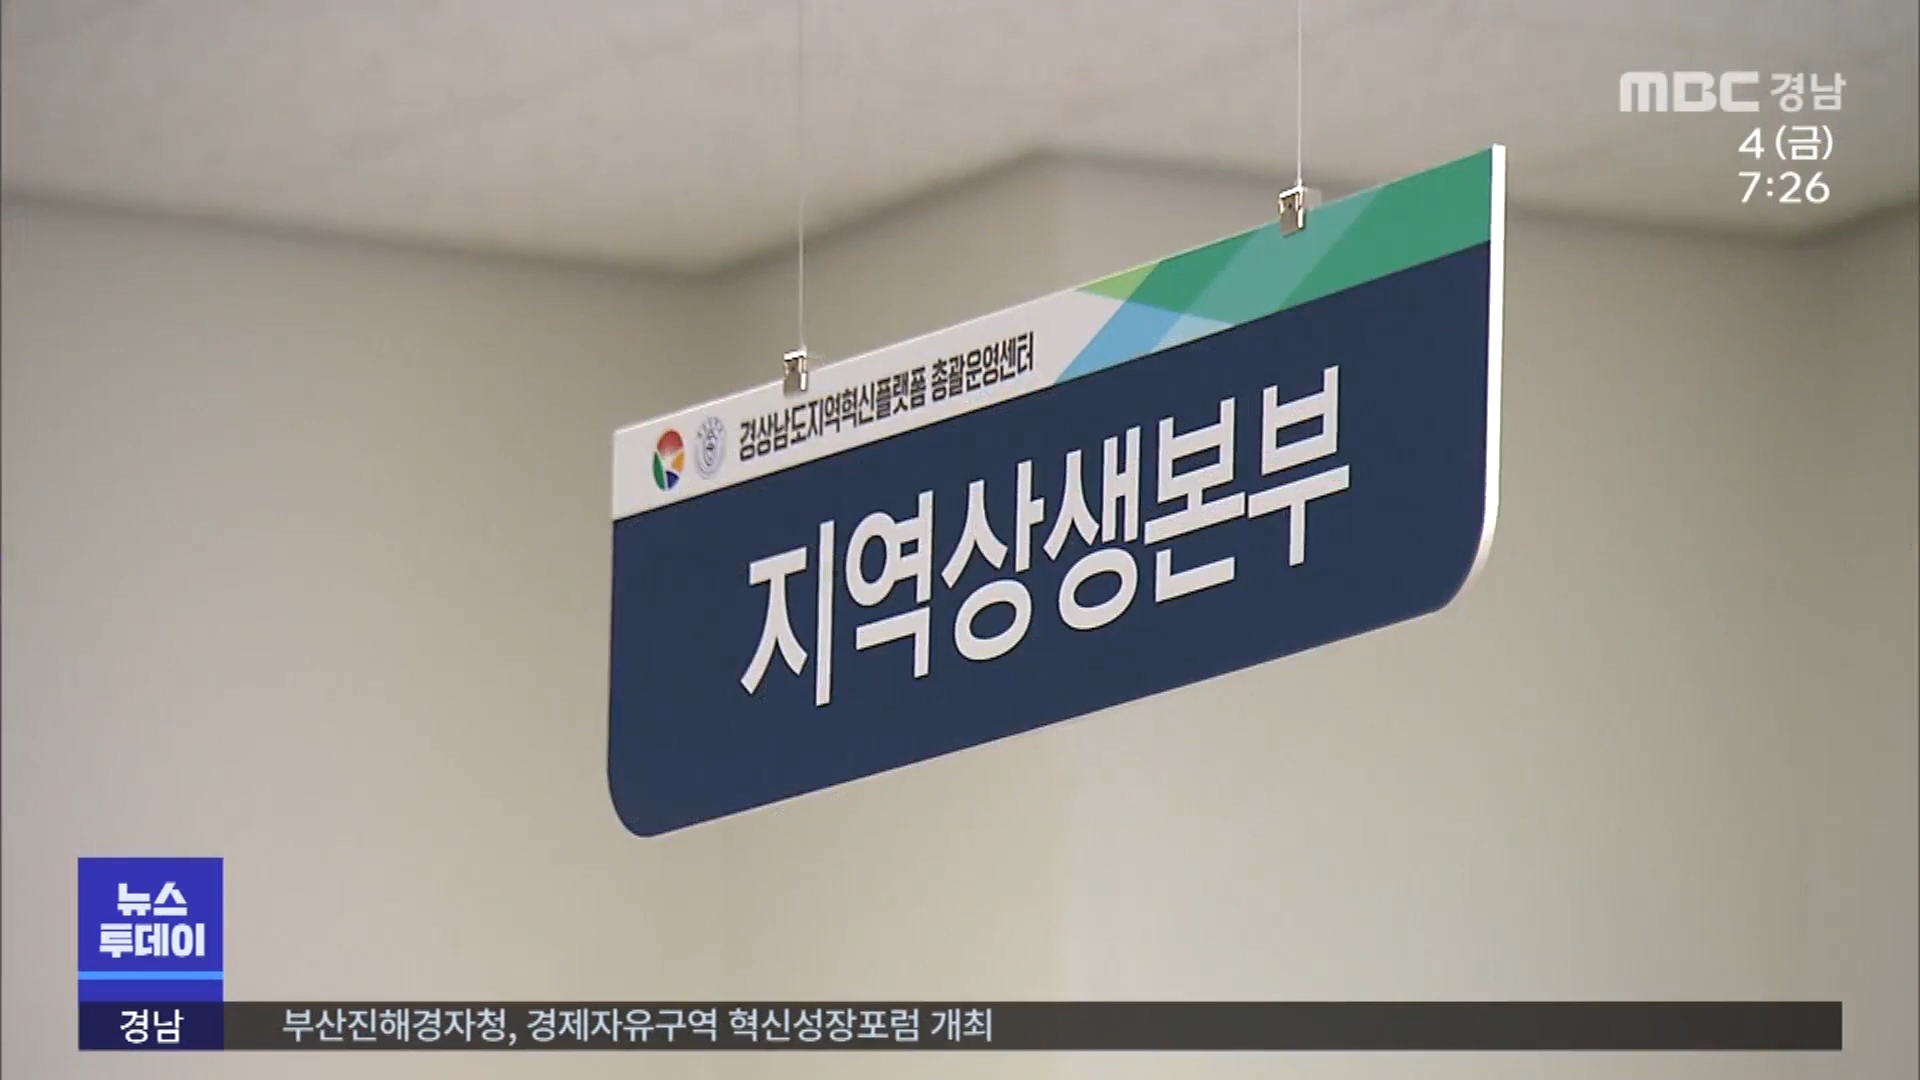 MBC 경남
4 (금)
7:26
경상남도지역혁신플랫폼 총괄운영센터
지역상생본부
뉴스
투데이
경남
부산진해경자청, 경제자유구역 혁신성장포럼 개최